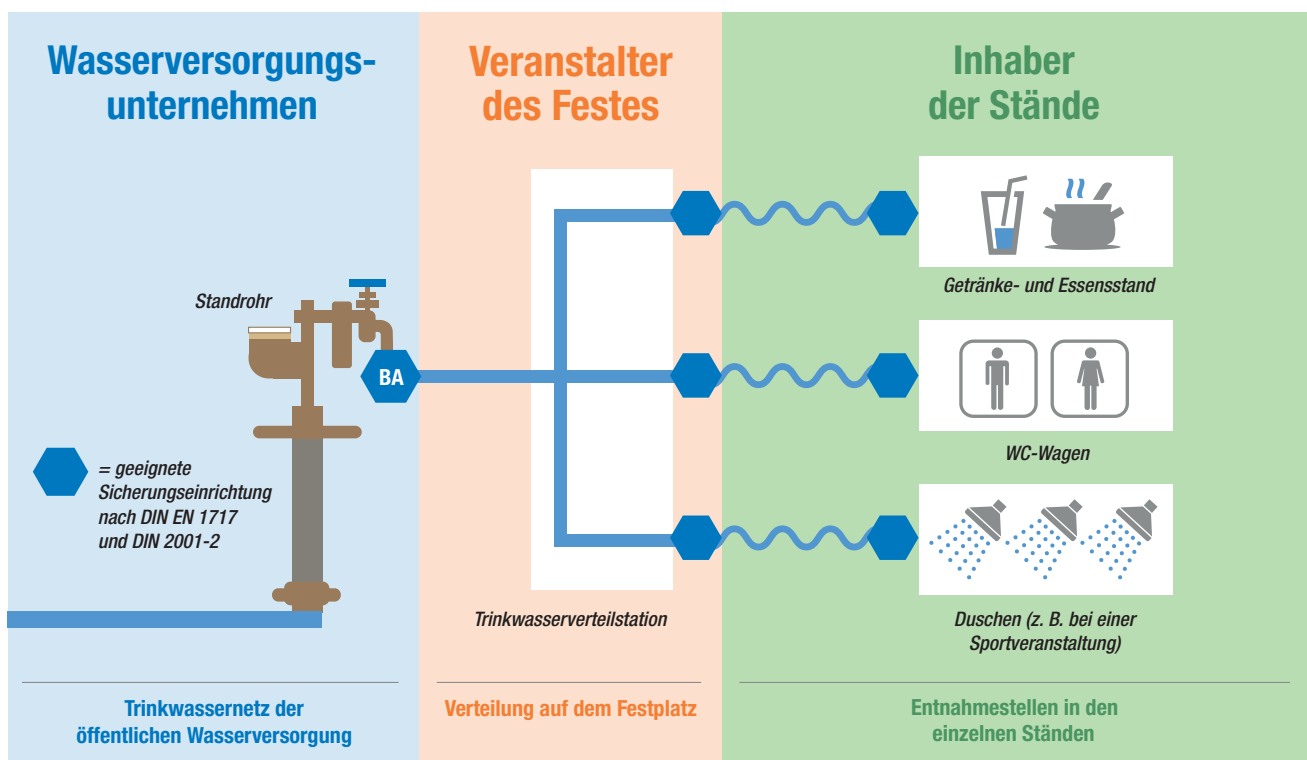 Wasserversorgungs-
unternehmen
Veranstalter
des Festes
Inhaber
der Stände
Standrohr
BA
= geeignete
Sicherungseinrichtung
nach DIN EN 1717
und DIN 2001-2
Trinkwasserverteilstation
Getränke- und Essensstand
WC-Wagen
Duschen (z. B. bei einer
Sportveranstaltung)
Trinkwassernetz der
öffentlichen Wasserversorgung
Verteilung auf dem Festplatz
Entnahmestellen in den
einzelnen Ständen